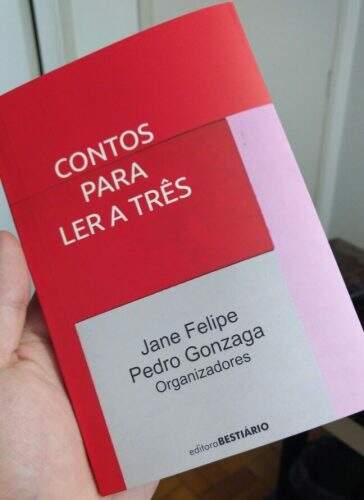 CONTOS
PARA
LER A TRÊS
Jane Felipe
Pedro Gonzaga
Organizadores
editoraBESTIÁRIO